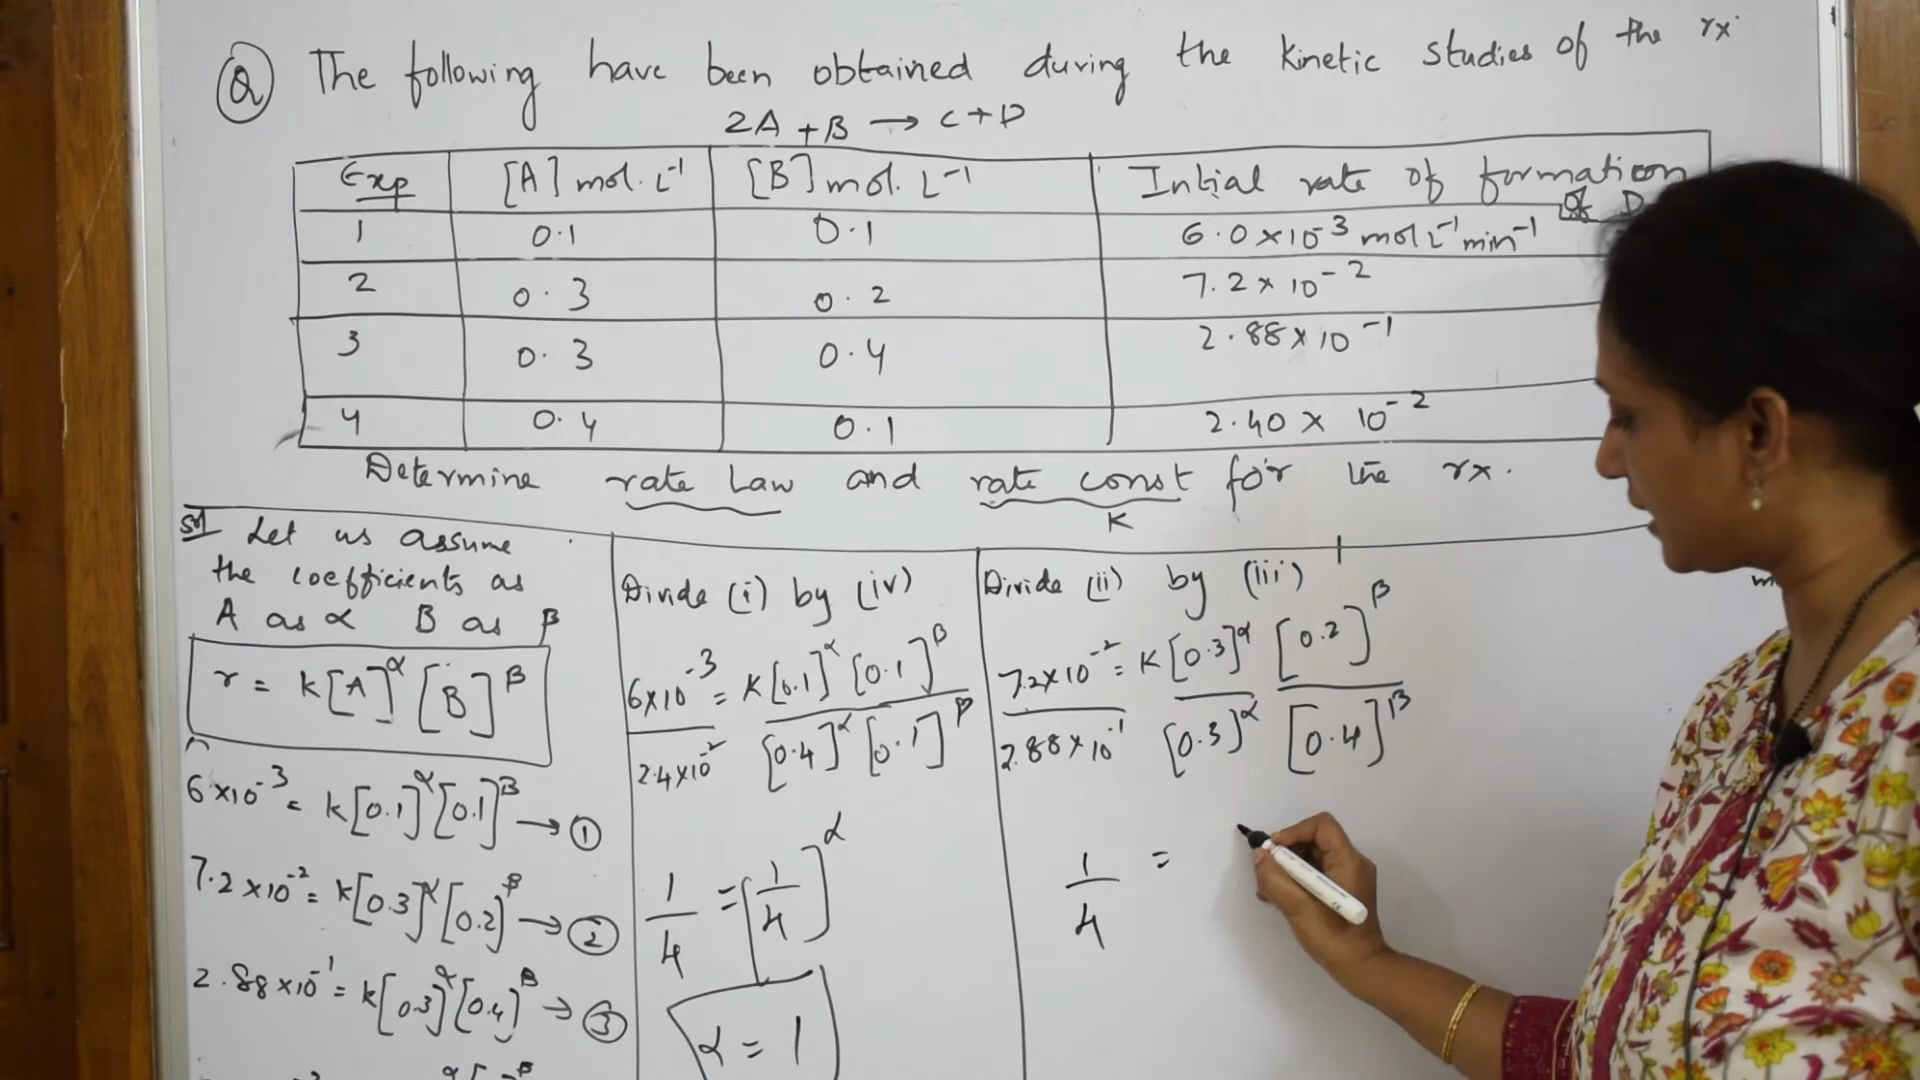 Q The following have been obtained during the kinetic studies of the rx.
2A + B → C + D
Exp [A] mol. L⁻¹ [B] mol. L⁻¹ Intial rate of formation of D
1 0.1 0.1 6.0 × 10⁻³ mol L⁻¹ min⁻¹
2 0.3 0.2 7.2 × 10⁻²
3 0.3 0.4 2.88 × 10⁻¹
4 0.4 0.1 2.40 × 10⁻²
Determine rate Law and rate const for the rx.
K
Sol Let us assume
the coefficients as
A as α B as β
r = k[A]^α [B]^β
6×10⁻³ = k[0.1]^α [0.1]^β → ①
7.2×10⁻² = k[0.3]^α [0.2]^β → ②
2.88×10⁻¹ = k[0.3]^α [0.4]^β → ③
Divide (i) by (iv)
6×10⁻³ = K[0.1]^α [0.1]^β
2.4×10⁻² [0.4]^α [0.1]^β
1/4 = [1/4]^α
α = 1
Divide (ii) by (iii)
7.2×10⁻² = K[0.3]^α [0.2]^β
2.88×10⁻¹ [0.3]^α [0.4]^β
1/4 =